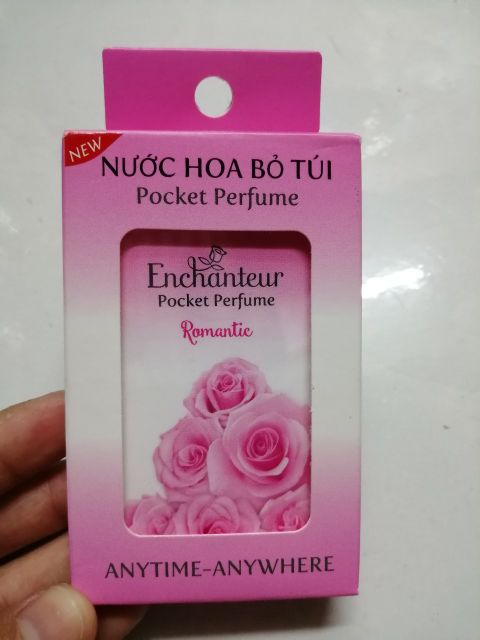 NEW
NƯỚC HOA BỎ TÚI
Pocket Perfume
Enchanteur
Pocket Perfume
Romantic
ANYTIME-ANYWHERE